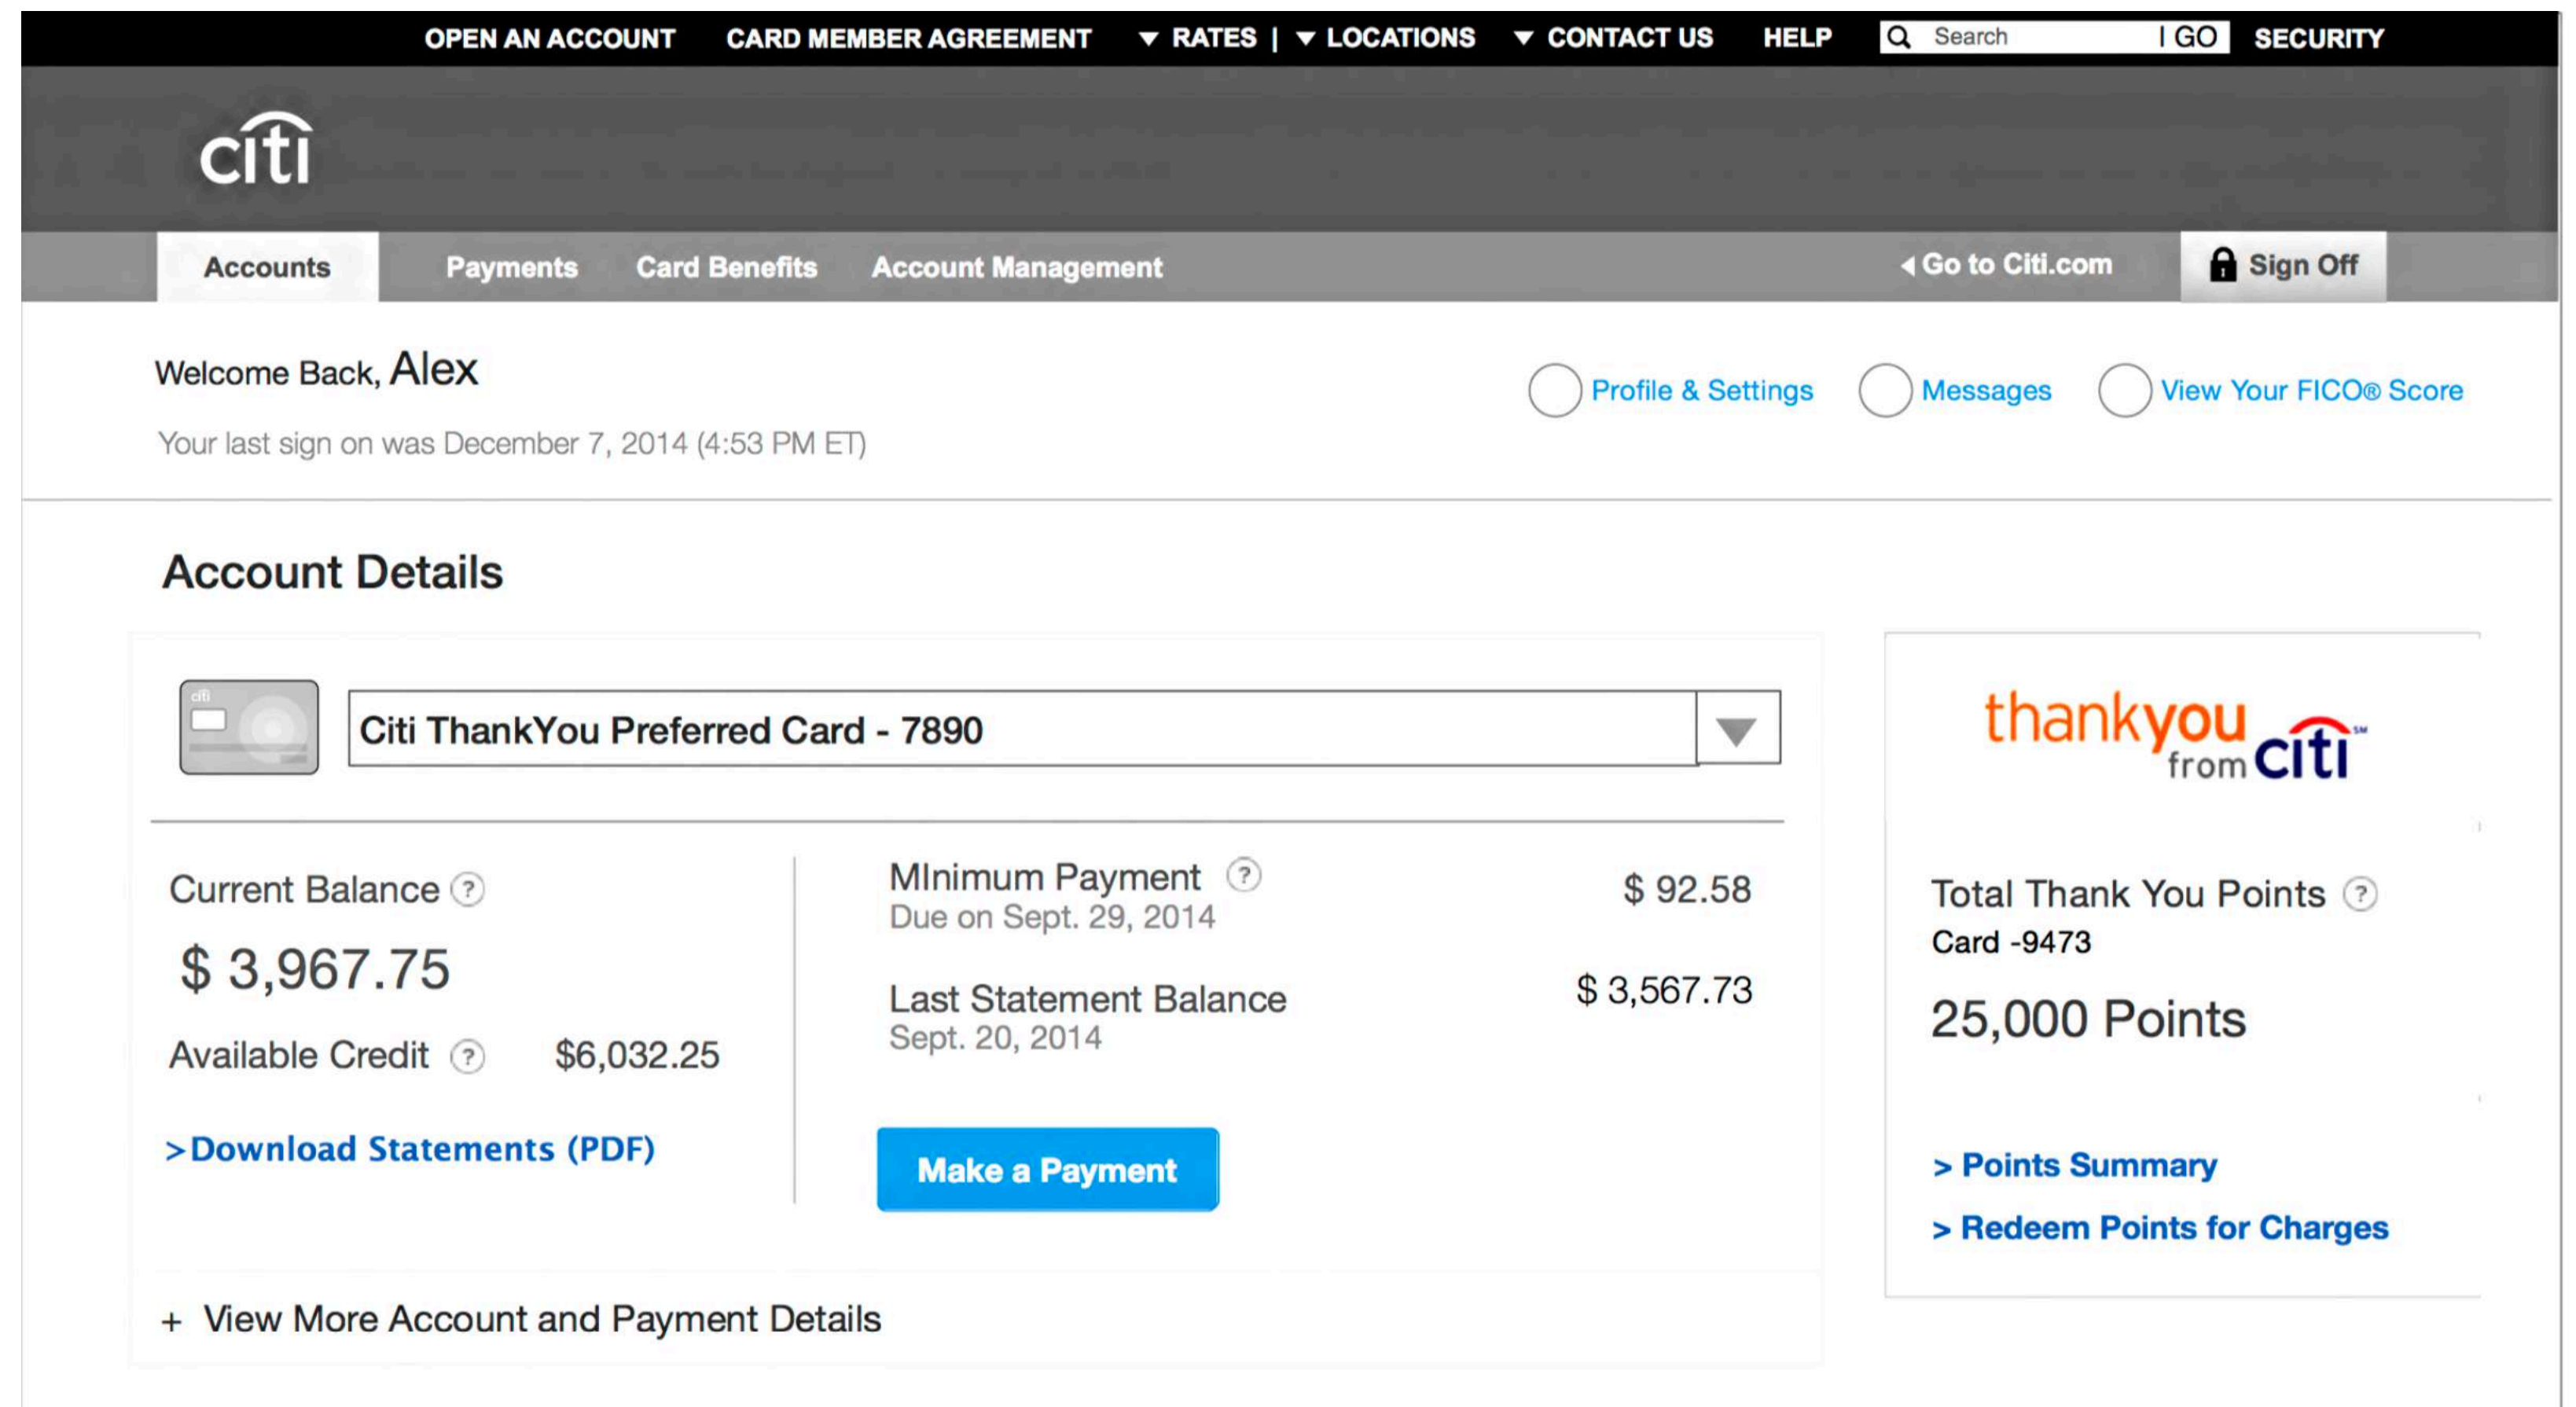 OPEN AN ACCOUNT CARD MEMBER AGREEMENT RATES | LOCATIONS CONTACT US HELP Search | GO SECURITY
citi
Accounts Payments Card Benefits Account Management Go to Citi.com Sign Off
Welcome Back, Alex
Profile & Settings Messages View Your FICO® Score
Your last sign on was December 7, 2014 (4:53 PM ET)
Account Details
citi
Citi ThankYou Preferred Card - 7890
Current Balance ?
$ 3,967.75
Available Credit ? $6,032.25
>Download Statements (PDF)
MInimum Payment ? $ 92.58
Due on Sept. 29, 2014
Last Statement Balance $ 3,567.73
Sept. 20, 2014
Make a Payment
+ View More Account and Payment Details
thankyou
from citi SM
Total Thank You Points ?
Card -9473
25,000 Points
> Points Summary
> Redeem Points for Charges